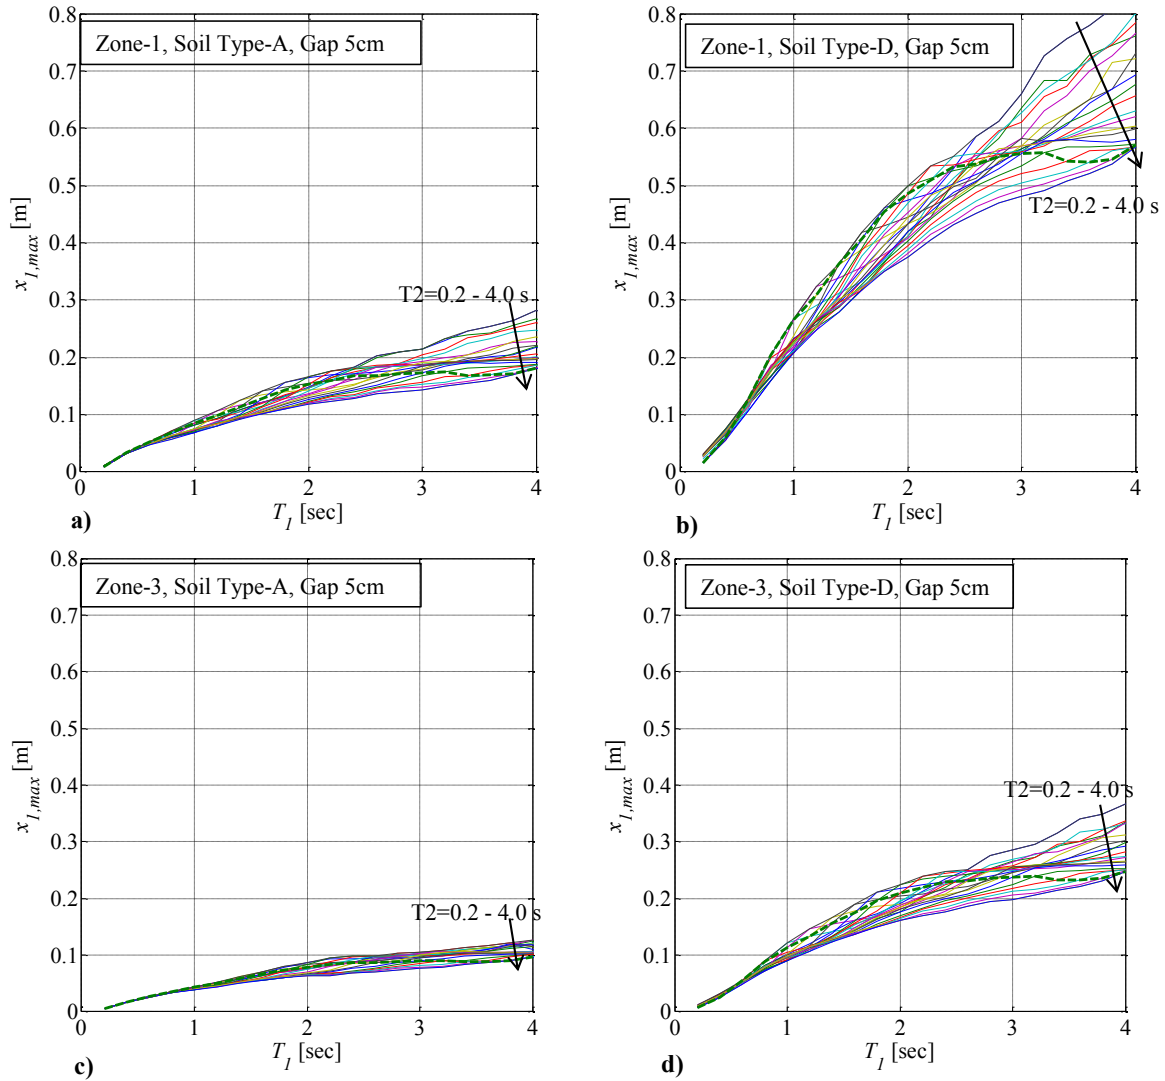 0.8
0.7
0.6
0.5
0.4
0.3
0.2
0.1
0
Zone-1, Soil Type-A, Gap 5cm
x1,max [m]
T2=0.2 - 4.0 s
0 1 2 3 4
T1 [sec]
a)
0.8
0.7
0.6
0.5
0.4
0.3
0.2
0.1
0
Zone-1, Soil Type-D, Gap 5cm
x1,max [m]
T2=0.2 - 4.0 s
0 1 2 3 4
T1 [sec]
b)
0.8
0.7
0.6
0.5
0.4
0.3
0.2
0.1
0
Zone-3, Soil Type-A, Gap 5cm
x1,max [m]
T2=0.2 - 4.0 s
0 1 2 3 4
T1 [sec]
c)
0.8
0.7
0.6
0.5
0.4
0.3
0.2
0.1
0
Zone-3, Soil Type-D, Gap 5cm
x1,max [m]
T2=0.2 - 4.0 s
0 1 2 3 4
T1 [sec]
d)